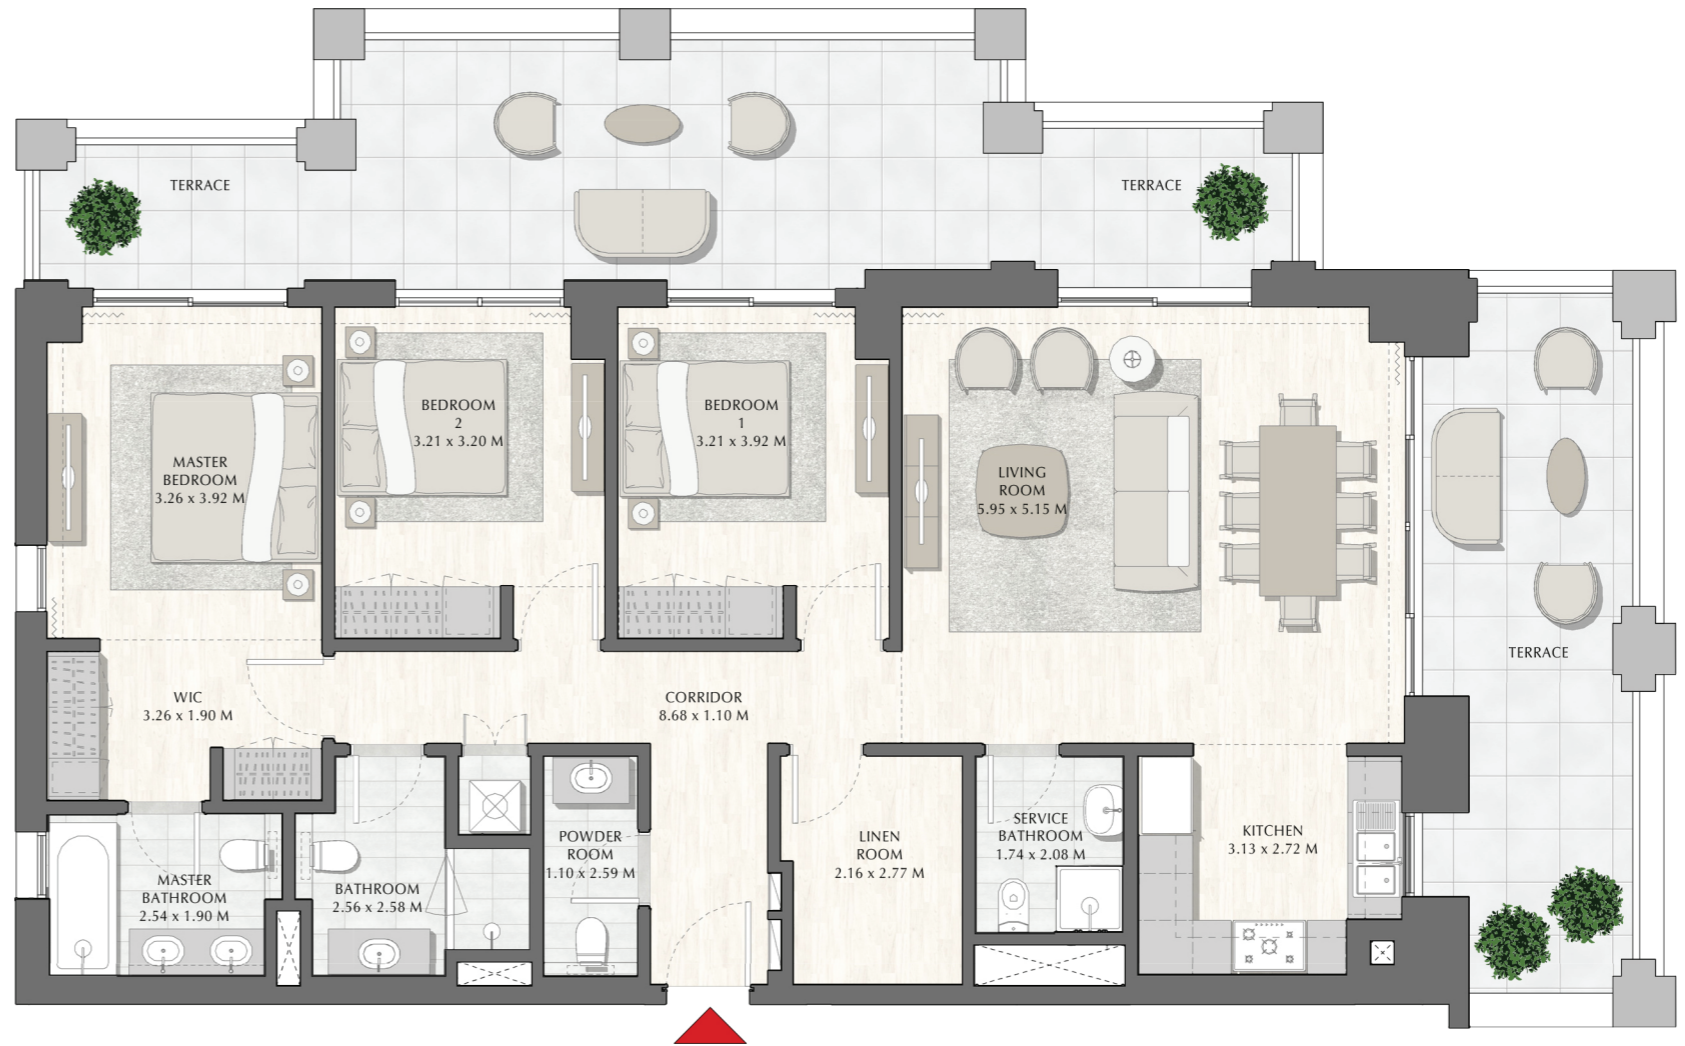 TERRACE
TERRACE
MASTER
BEDROOM
3.26 x 3.92 M
BEDROOM
2
3.21 x 3.20 M
BEDROOM
1
3.21 x 3.92 M
LIVING
ROOM
5.95 x 5.15 M
TERRACE
WIC
3.26 x 1.90 M
CORRIDOR
8.68 x 1.10 M
MASTER
BATHROOM
2.54 x 1.90 M
BATHROOM
2.56 x 2.58 M
POWDER
ROOM
1.10 x 2.59 M
LINEN
ROOM
2.16 x 2.77 M
SERVICE
BATHROOM
1.74 x 2.08 M
KITCHEN
3.13 x 2.72 M